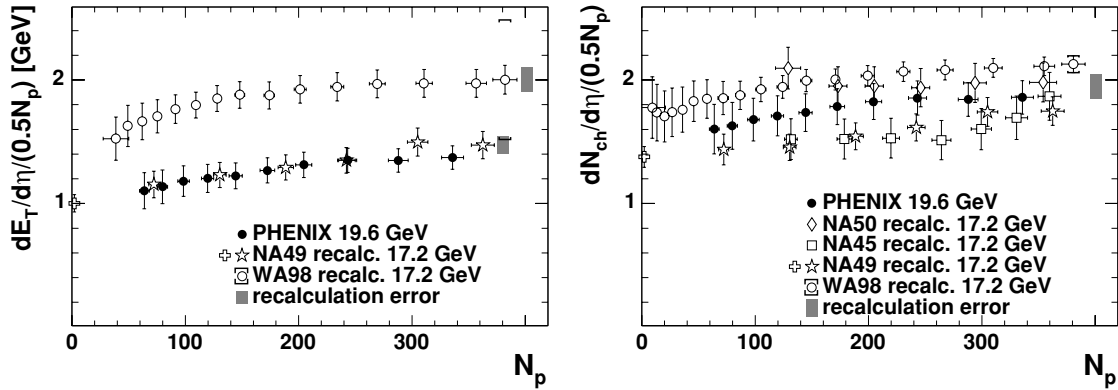 dE_T/dη/(0.5N_p) [GeV]
2
1
PHENIX 19.6 GeV
NA49 recalc. 17.2 GeV
WA98 recalc. 17.2 GeV
recalculation error
0 100 200 300
N_p
dN_ch/dη/(0.5N_p)
2
1
PHENIX 19.6 GeV
NA50 recalc. 17.2 GeV
NA45 recalc. 17.2 GeV
NA49 recalc. 17.2 GeV
WA98 recalc. 17.2 GeV
recalculation error
0 100 200 300
N_p